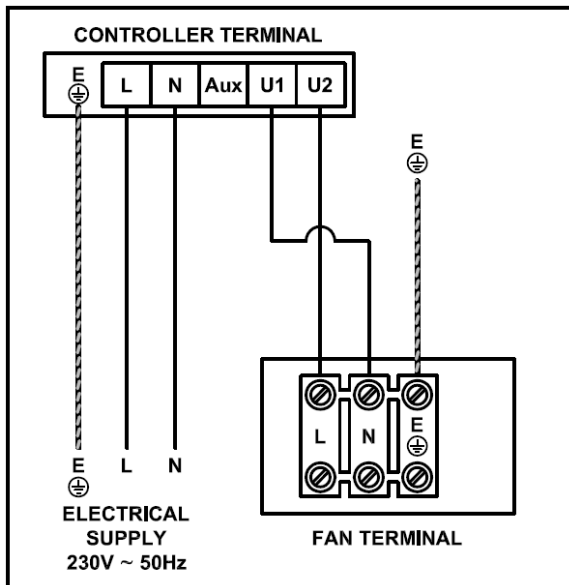 CONTROLLER TERMINAL
E L N Aux U1 U2
E
L N E
E L N
ELECTRICAL
SUPPLY
230V ~ 50Hz
FAN TERMINAL